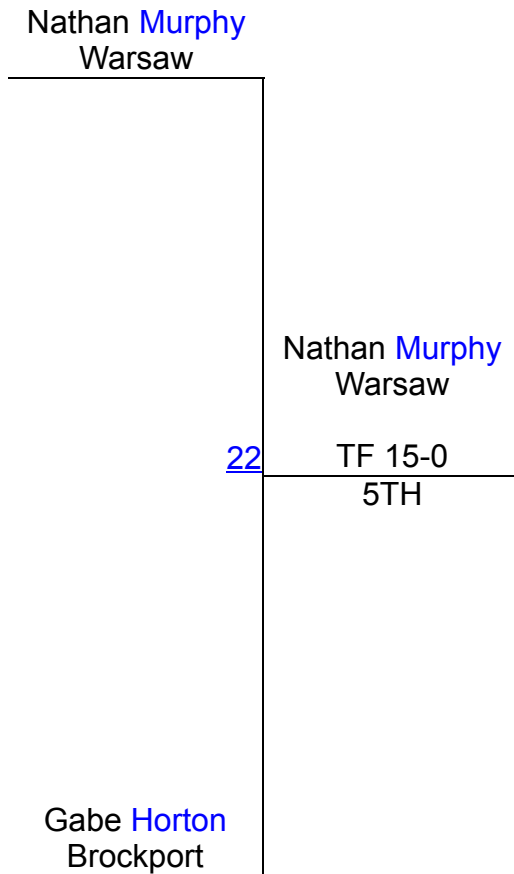 Nathan Murphy
Warsaw
Nathan Murphy
Warsaw
22 TF 15-0
5TH
Gabe Horton
Brockport